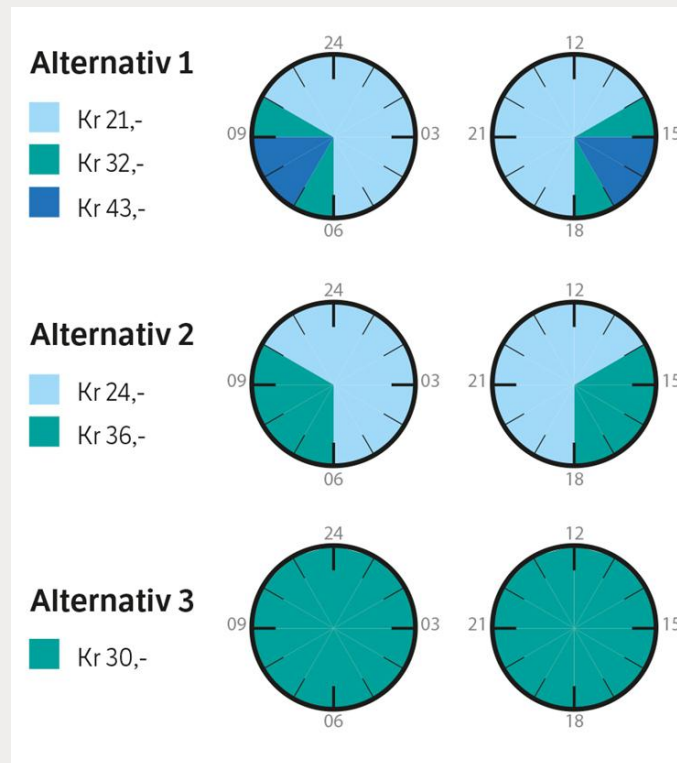 Alternativ 1
Kr 21,-
Kr 32,-
Kr 43,-
24
09
03
06
12
21
15
18
Alternativ 2
Kr 24,-
Kr 36,-
24
09
03
06
12
21
15
18
Alternativ 3
Kr 30,-
24
09
03
06
12
21
15
18